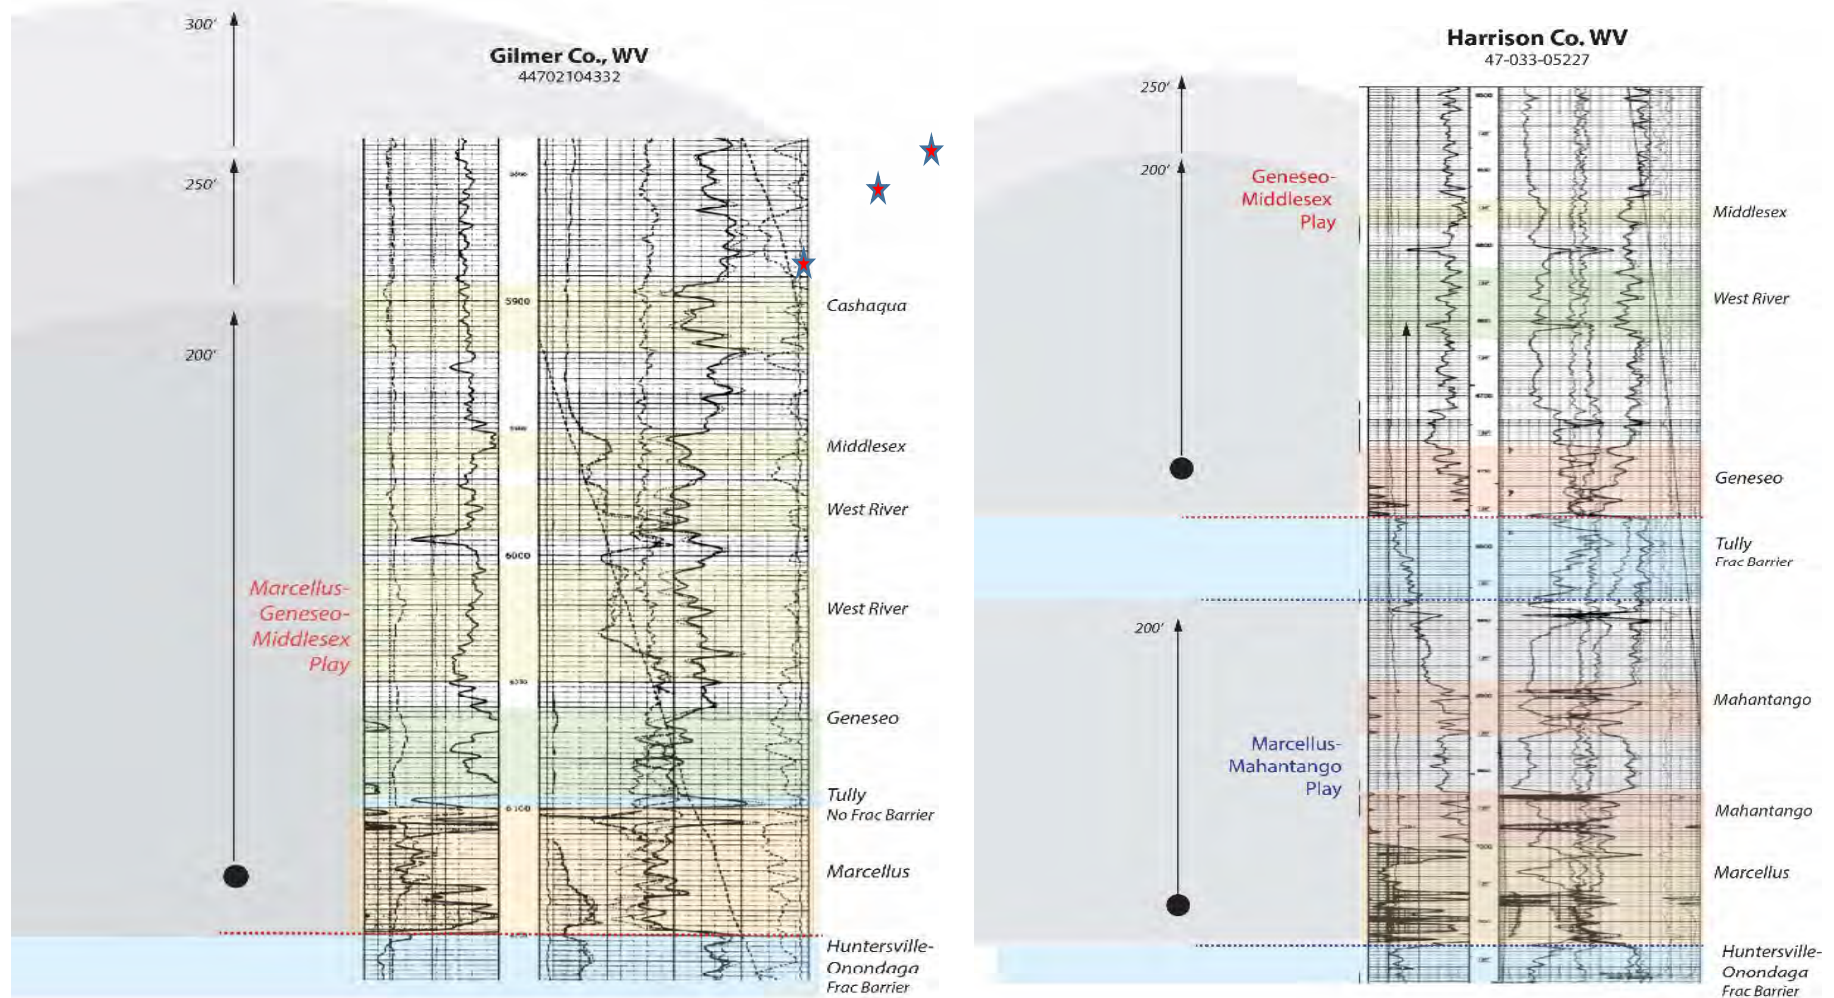 Gilmer Co., WV
44702104332
300'
250'
200'
5900
6000
6100
Cashaqua
Middlesex
West River
West River
Geneseo
Tully
No Frac Barrier
Marcellus
Huntersville-
Onondaga
Frac Barrier
Marcellus-
Geneseo-
Middlesex
Play
Harrison Co. WV
47-033-05227
250'
200'
Geneseo-
Middlesex
Play
Middlesex
West River
Geneseo
Tully
Frac Barrier
200'
Marcellus-
Mahantango
Play
Mahantango
Mahantango
Marcellus
Huntersville-
Onondaga
Frac Barrier